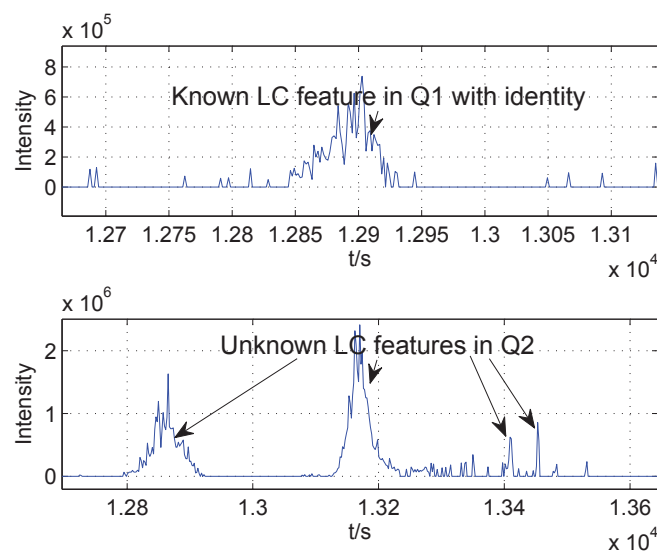 x 10^5
8
6
4
2
0
Intensity
Known LC feature in Q1 with identity
1.27 1.275 1.28 1.285 1.29 1.295 1.3 1.305 1.31
t/s
x 10^4
x 10^6
2
1
0
Intensity
Unknown LC features in Q2
1.28 1.3 1.32 1.34 1.36
t/s
x 10^4